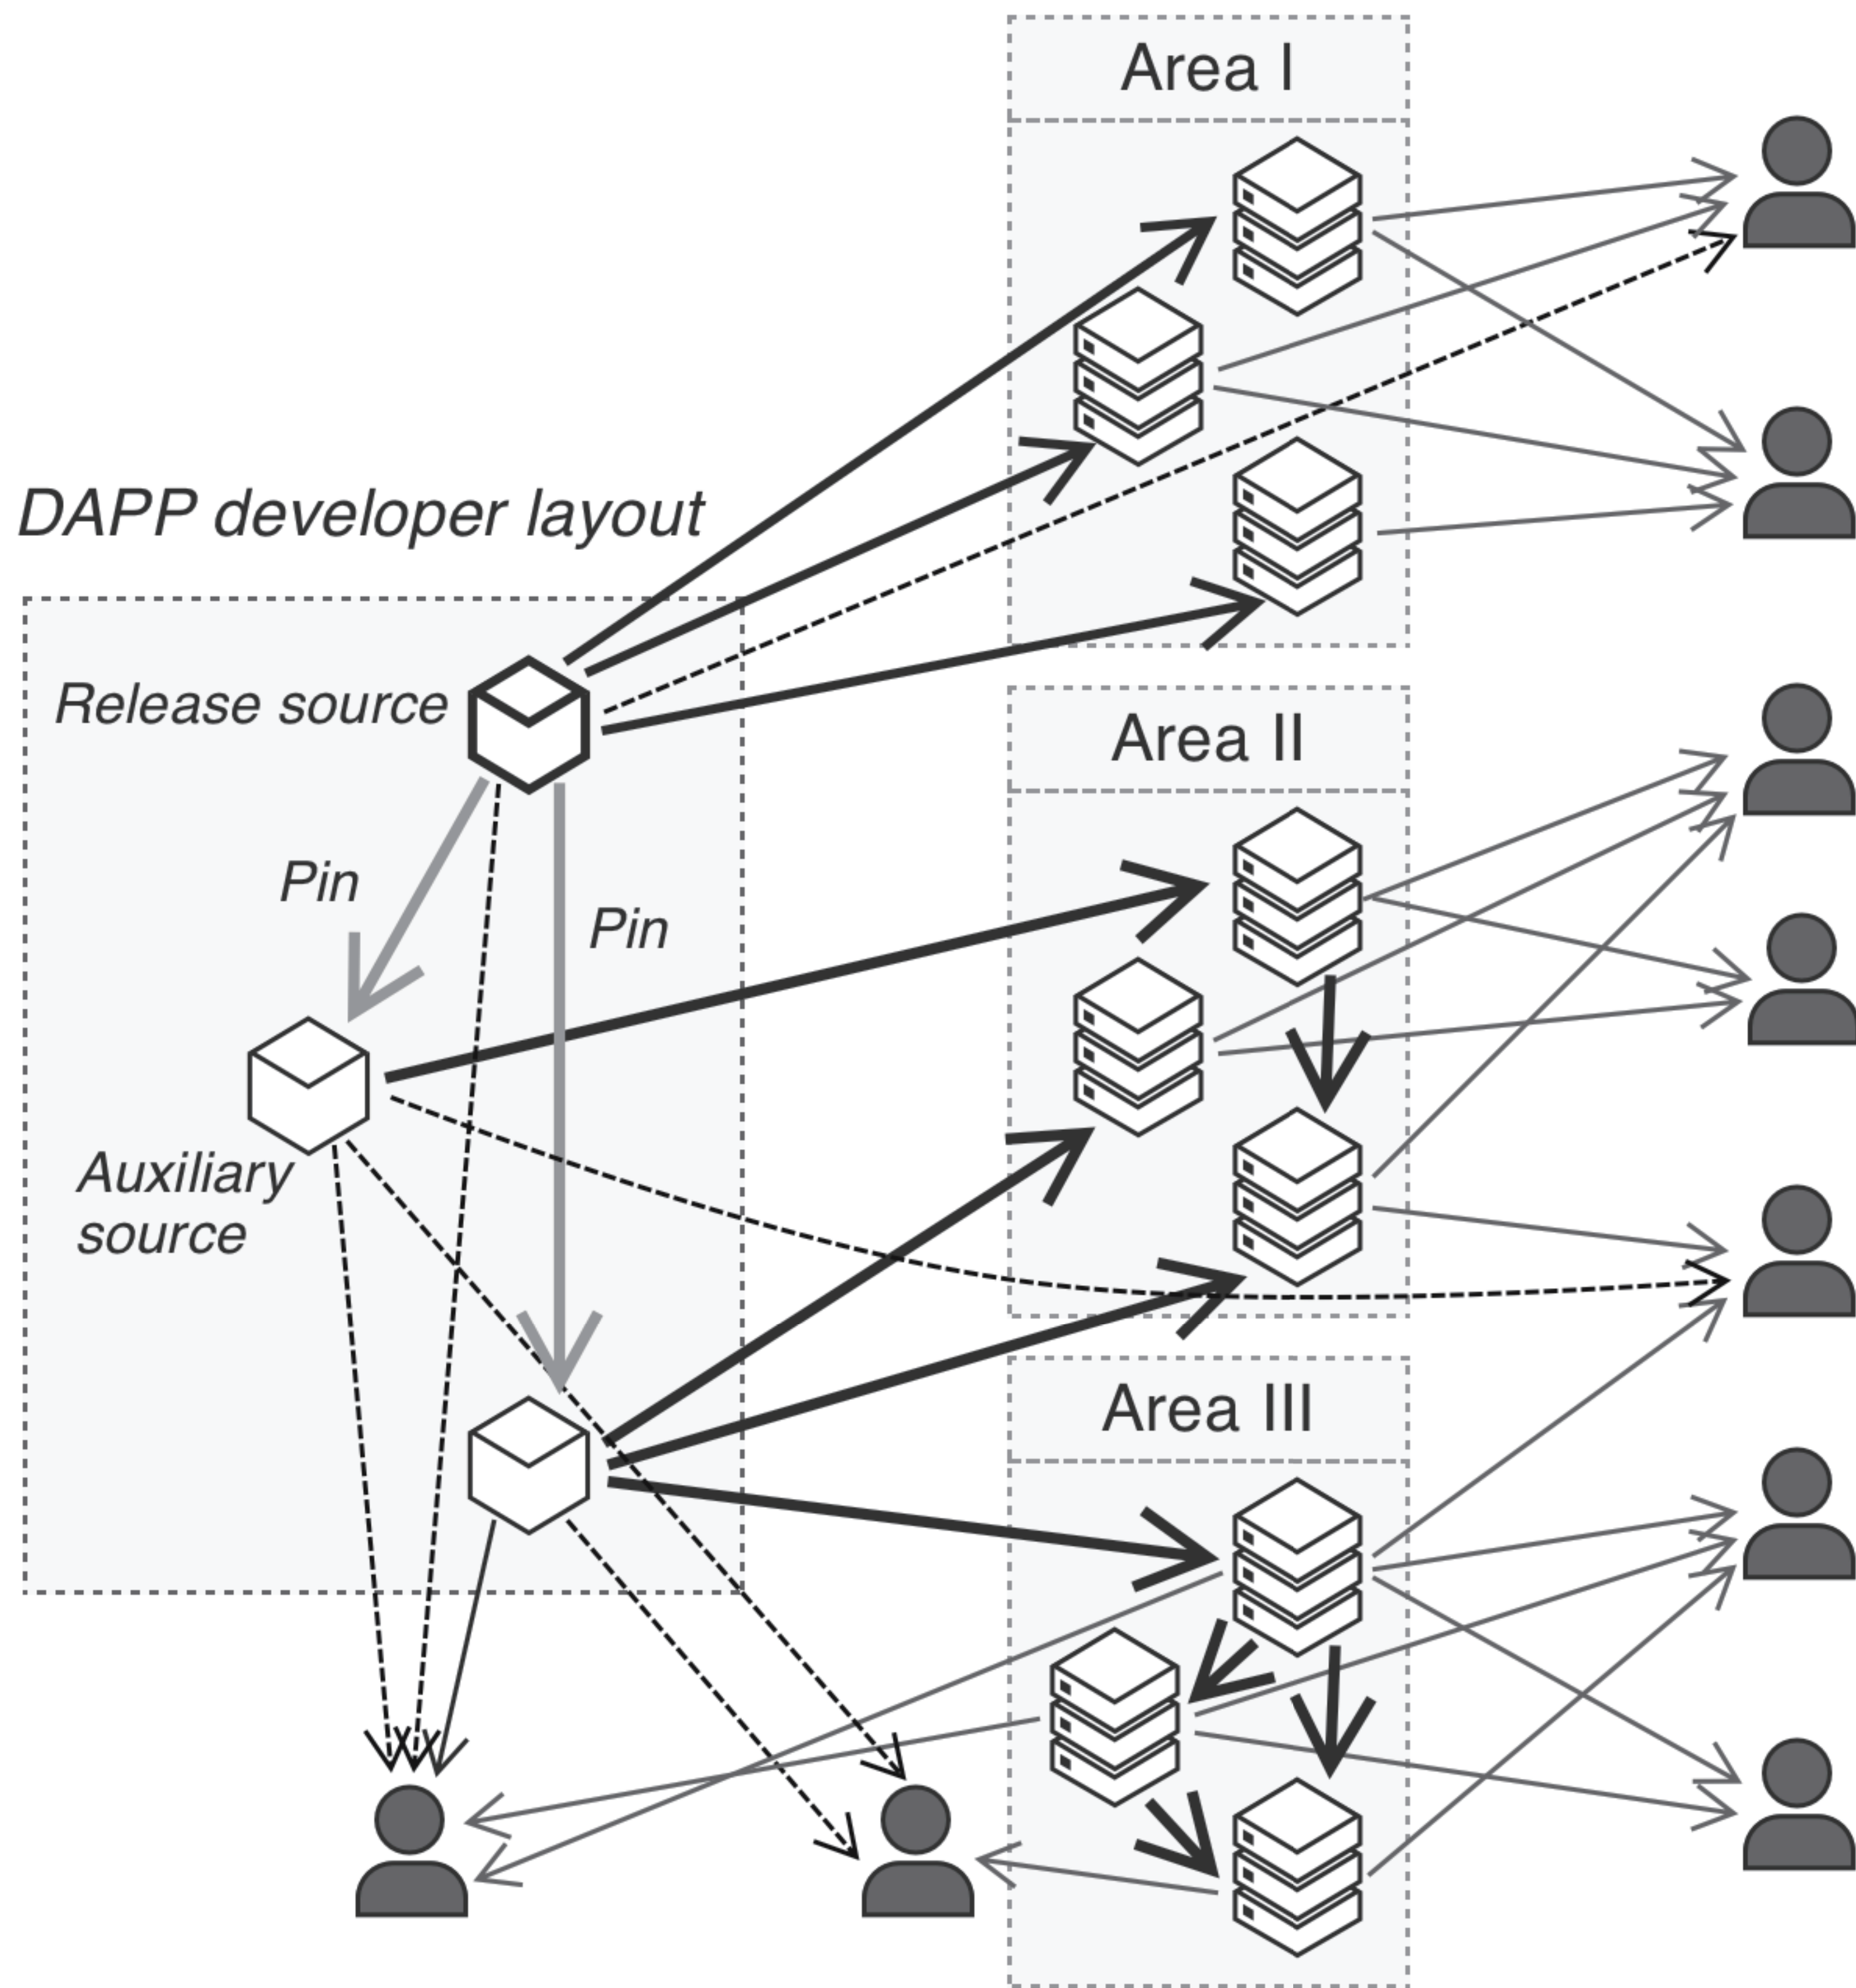 Area I
DAPP developer layout
Release source
Area II
Pin
Pin
Auxiliary
source
Area III